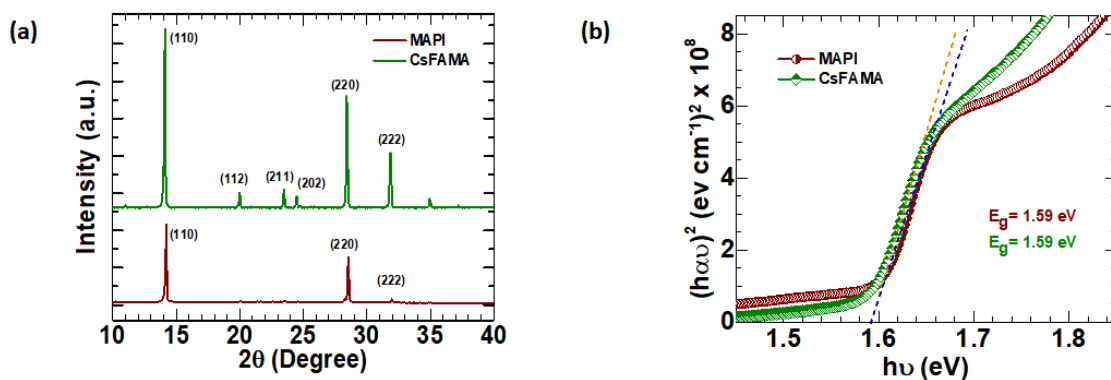 (a)
Intensity (a.u.)
MAPI
CsFAMA
(110)
(112)
(211)
(202)
(220)
(222)
(110)
(220)
(222)
10 15 20 25 30 35 40
2θ (Degree)
(b)
(hαυ)² (ev cm⁻¹)² x 10⁸
8
6
4
2
0
MAPI
CsFAMA
Eg= 1.59 eV
Eg= 1.59 eV
1.5 1.6 1.7 1.8
hυ (eV)